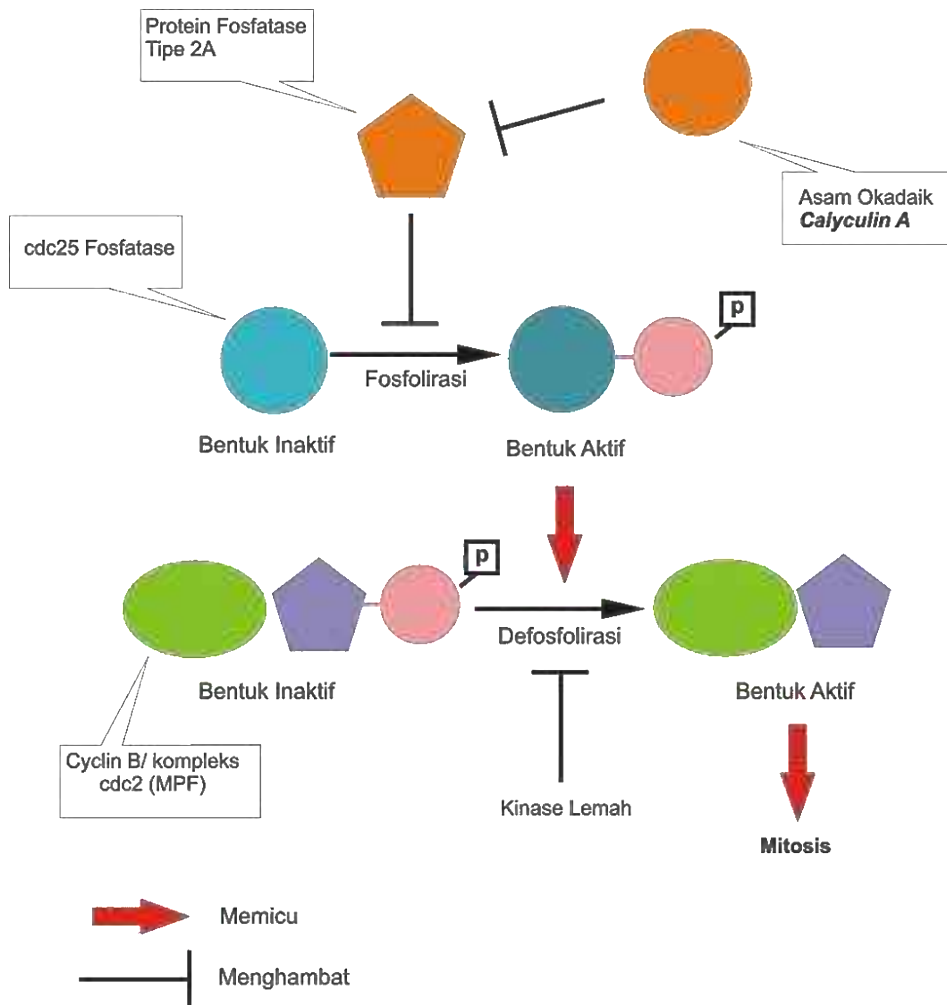 Protein Fosfatase
Tipe 2A
Asam Okadaik
Calyculin A
cdc25 Fosfatase
p
Fosfolirasi
Bentuk Inaktif
Bentuk Aktif
p
Defosfolirasi
Bentuk Inaktif
Bentuk Aktif
Cyclin B/ kompleks
cdc2 (MPF)
Kinase Lemah
Mitosis
Memicu
Menghambat